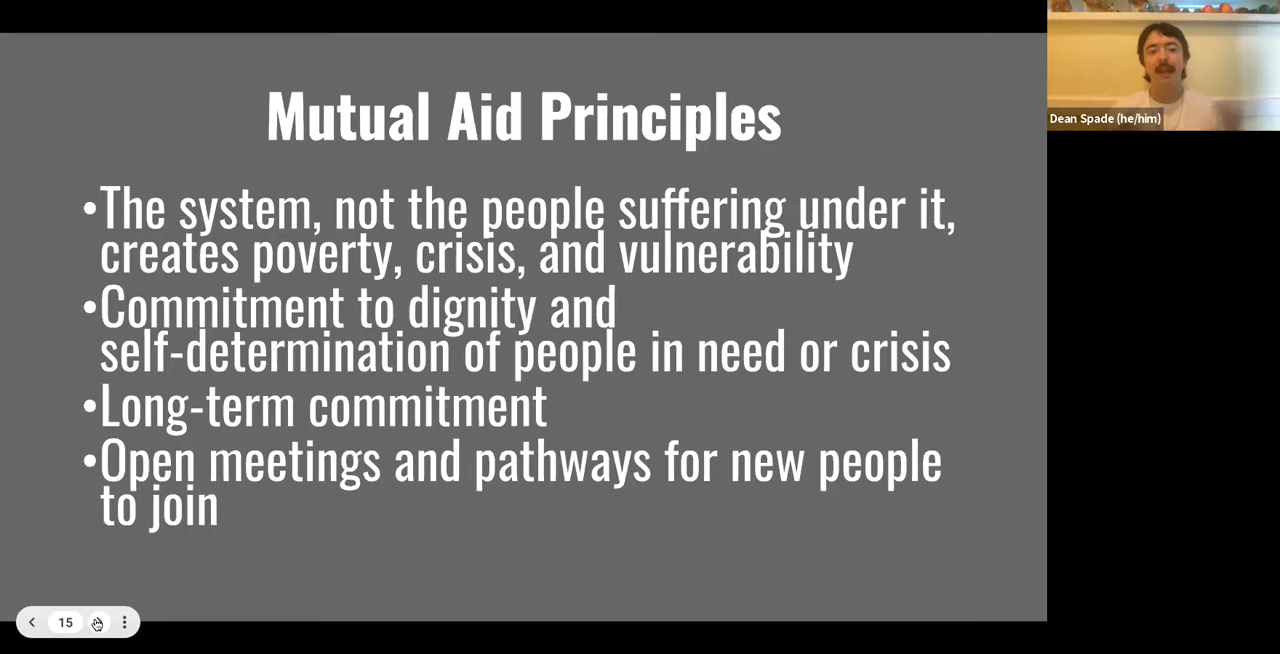 Mutual Aid Principles
•The system, not the people suffering under it,
creates poverty, crisis, and vulnerability
•Commitment to dignity and
self-determination of people in need or crisis
•Long-term commitment
•Open meetings and pathways for new people
to join
Dean Spade (he/him)
15